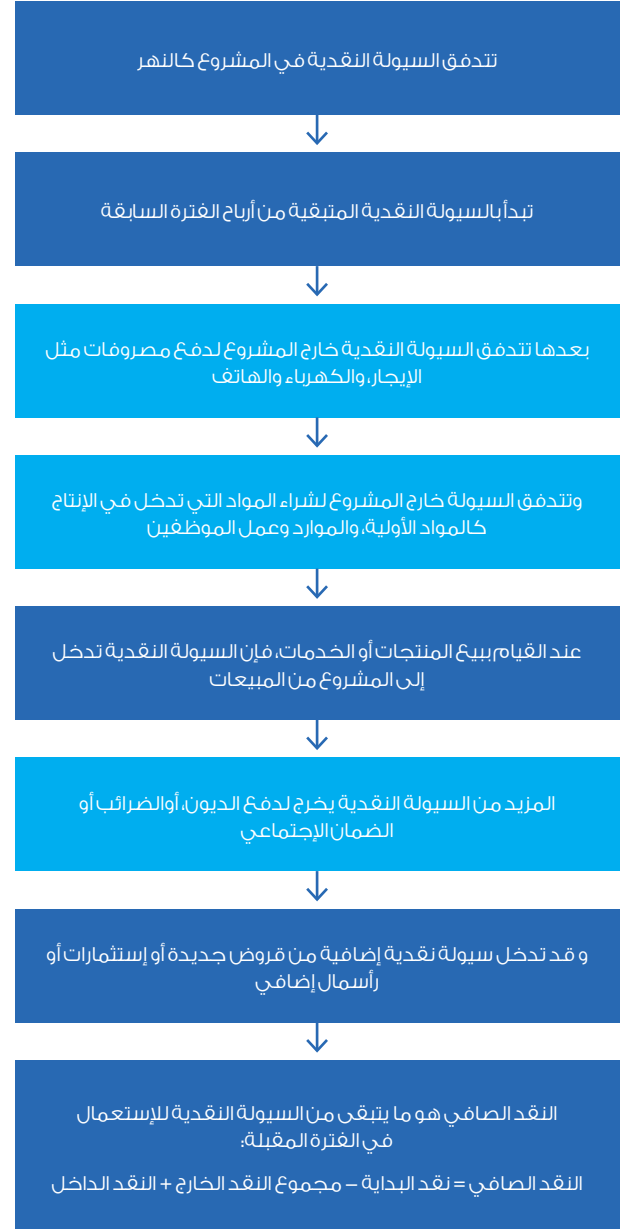 تتدفق السيولة النقدية في المشروع كالنهر
تبدأ بالسيولة النقدية المتبقية من أرباح الفترة السابقة
بعدها تتدفق السيولة النقدية خارج المشروع لدفع مصروفات مثل
الإيجار، والكهرباء والهاتف
وتتدفق السيولة خارج المشروع لشراء المواد التي تدخل في الإنتاج
كالمواد الأولية، والموارد وعمل الموظفين
عند القيام ببيع المنتجات أو الخدمات، فإن السيولة النقدية تدخل
إلى المشروع من المبيعات
المزيد من السيولة النقدية يخرج لدفع الديون، أوالضرائب أو
الضمان الإجتماعي
و قد تدخل سيولة نقدية إضافية من قروض جديدة أو إستثمارات أو
رأسمال إضافي
النقد الصافي هو ما يتبقى من السيولة النقدية للإستعمال
في الفترة المقبلة:
النقد الصافي = نقد البداية – مجموع النقد الخارج + النقد الداخل